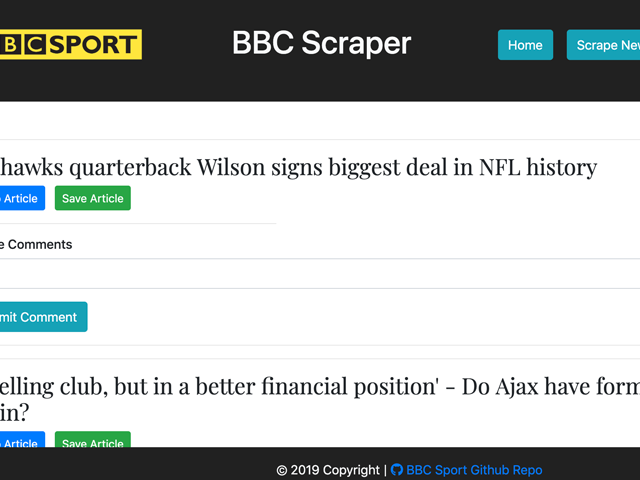 BBC SPORT
BBC Scraper
Home
Scrape New
hawks quarterback Wilson signs biggest deal in NFL history
Article
Save Article
e Comments
mit Comment
elling club, but in a better financial position' - Do Ajax have form
in?
Article
Save Article
© 2019 Copyright | BBC Sport Github Repo